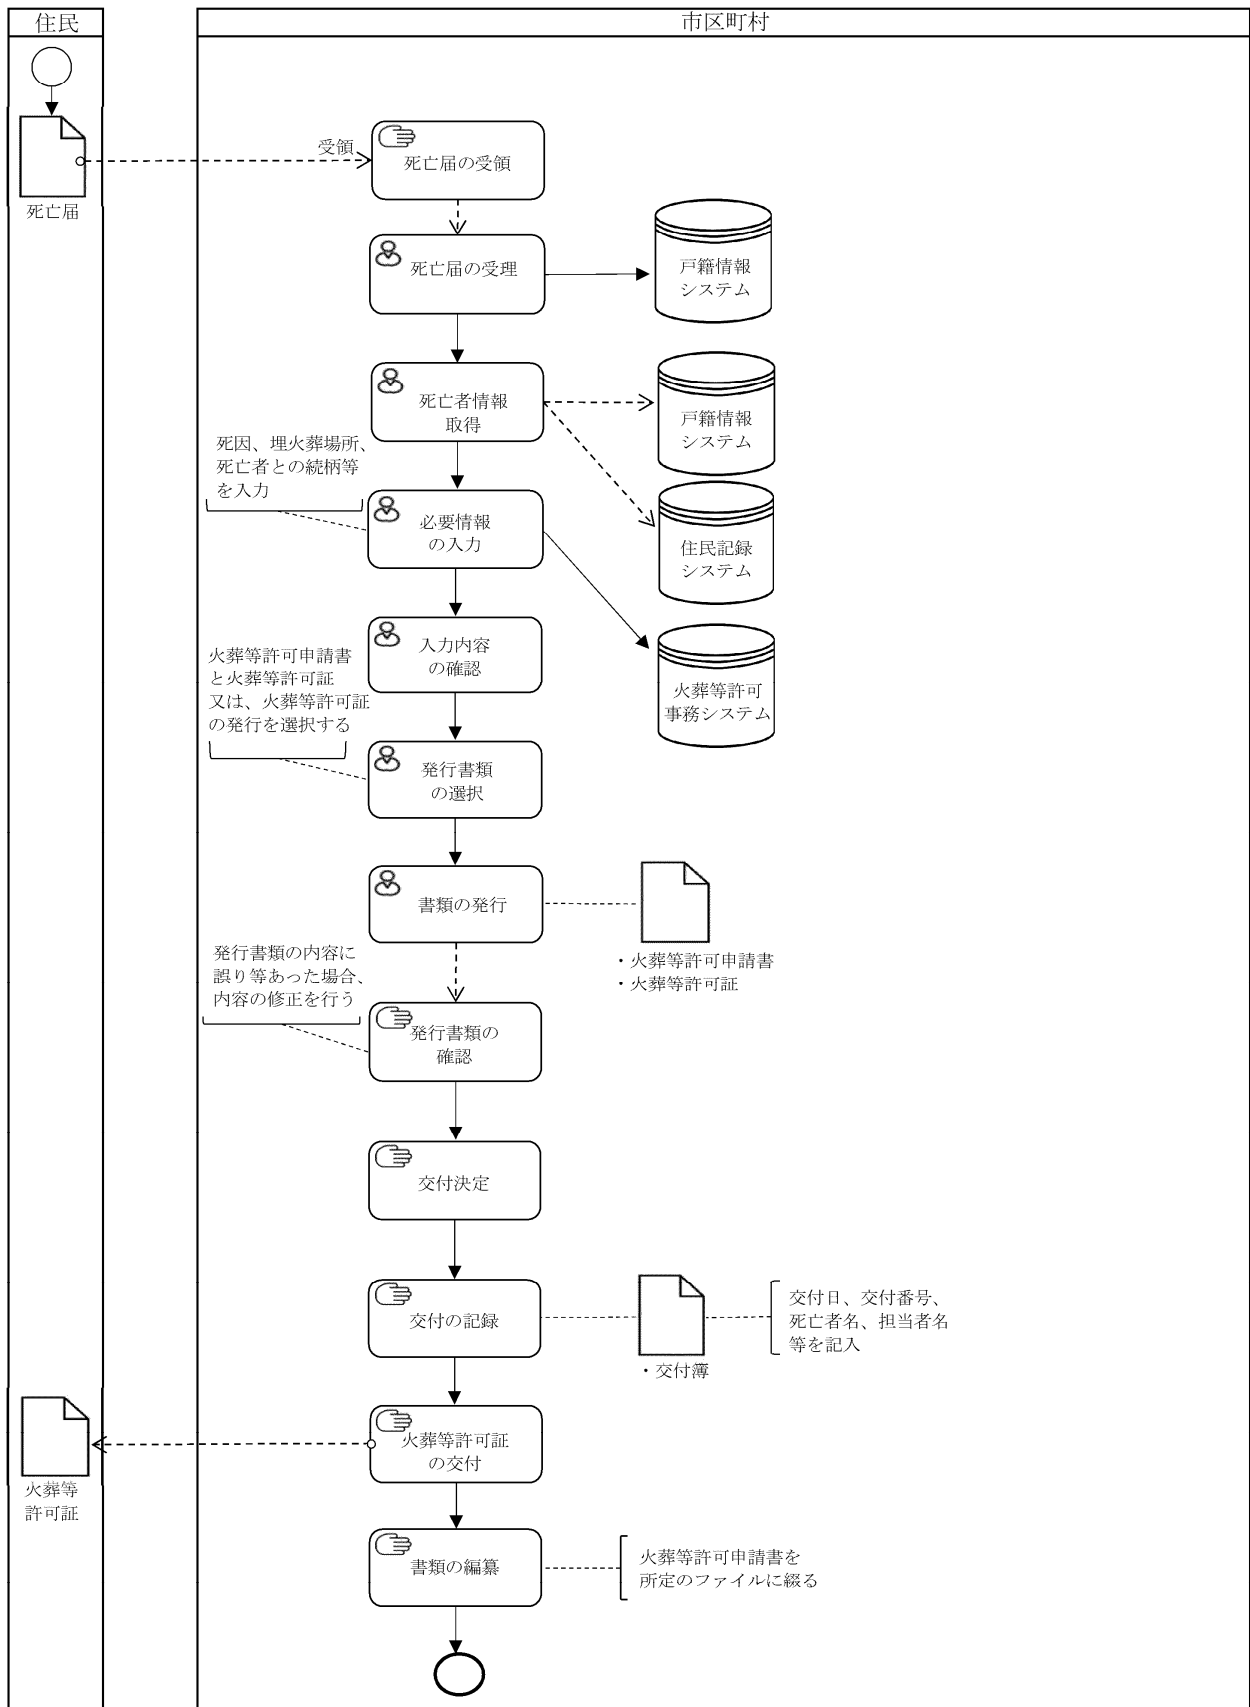 住民
市区町村
受領
死亡届の受領
死亡届
死亡届の受理
戸籍情報
システム
死亡者情報
取得
戸籍情報
システム
死因、埋火葬場所、
死亡者との続柄等
を入力
必要情報
の入力
住民記録
システム
入力内容
の確認
火葬等許可申請書
と火葬等許可証
又は、火葬等許可証
の発行を選択する
火葬等許可
事務システム
発行書類
の選択
書類の発行
・火葬等許可申請書
・火葬等許可証
発行書類の内容に
誤り等あった場合、
内容の修正を行う
発行書類の
確認
交付決定
交付の記録
・交付簿
交付日、交付番号、
死亡者名、担当者名
等を記入
火葬等許可証
の交付
火葬等
許可証
書類の編纂
火葬等許可申請書を
所定のファイルに綴る